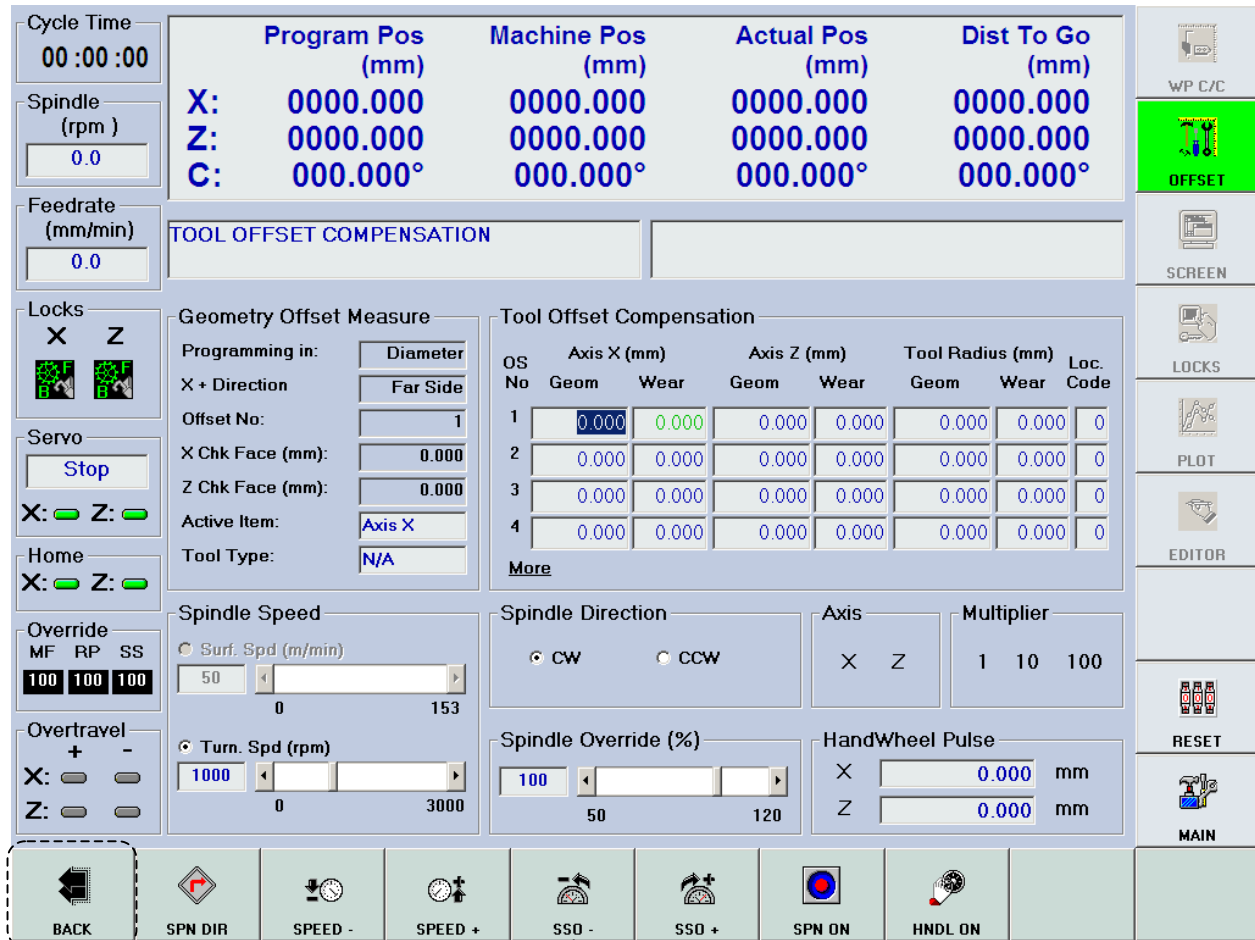 Cycle Time
00 :00 :00
Program Pos Machine Pos Actual Pos Dist To Go
(mm) (mm) (mm) (mm)
X: 0000.000 0000.000 0000.000 0000.000
Z: 0000.000 0000.000 0000.000 0000.000
C: 000.000° 000.000° 000.000° 000.000°
Spindle
(rpm )
0.0
Feedrate
(mm/min)
0.0
TOOL OFFSET COMPENSATION
Locks
X Z
F F
B B
Servo
Stop
X: Z:
Home
X: Z:
Override
MF RP SS
100 100 100
Overtravel
+ -
X:
Z:
Geometry Offset Measure
Programming in: Diameter
X + Direction Far Side
Offset No: 1
X Chk Face (mm): 0.000
Z Chk Face (mm): 0.000
Active Item: Axis X
Tool Type: N/A
Tool Offset Compensation
OS Axis X (mm) Axis Z (mm) Tool Radius (mm) Loc.
No Geom Wear Geom Wear Geom Wear Code
1 0.000 0.000 0.000 0.000 0.000 0.000 0
2 0.000 0.000 0.000 0.000 0.000 0.000 0
3 0.000 0.000 0.000 0.000 0.000 0.000 0
4 0.000 0.000 0.000 0.000 0.000 0.000 0
More
Spindle Speed
Surf. Spd (m/min)
50
0 153
Turn. Spd (rpm)
1000
0 3000
Spindle Direction
CW CCW
Axis
X Z
Multiplier
1 10 100
Spindle Override (%)
100
50 120
HandWheel Pulse
X 0.000 mm
Z 0.000 mm
WP C/C
OFFSET
SCREEN
LOCKS
PLOT
EDITOR
RESET
MAIN
BACK SPN DIR SPEED - SPEED + SSO - SSO + SPN ON HNDL ON